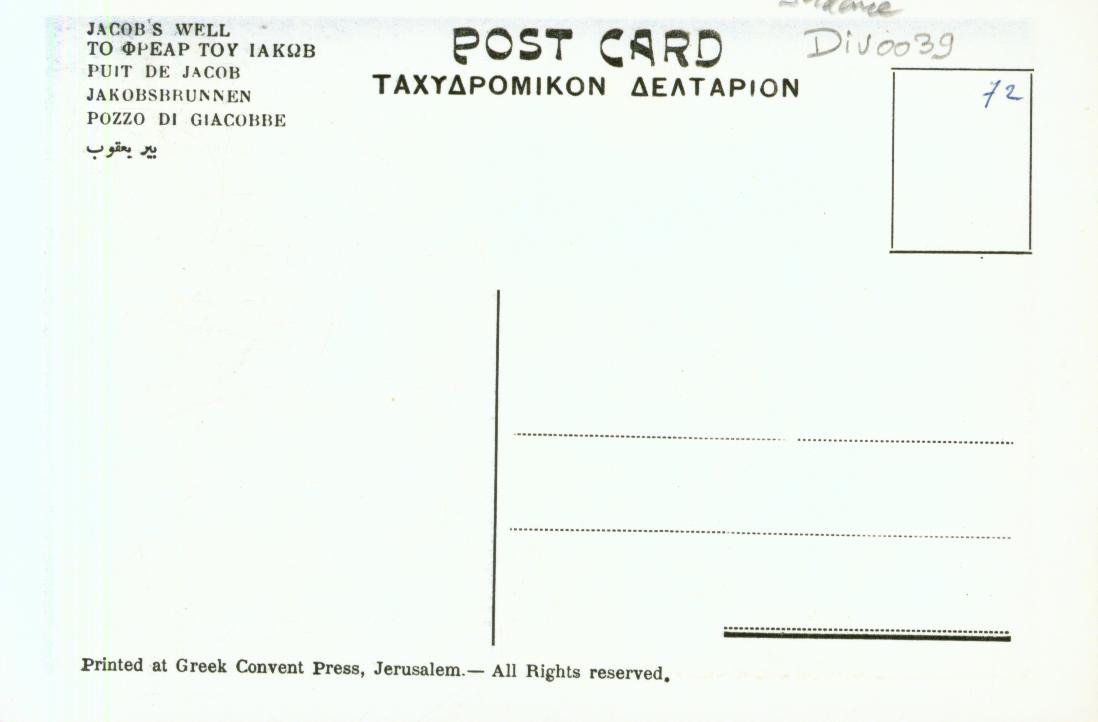 JACOB'S WELL
ΤΟ ΦΡΕΑΡ ΤΟΥ ΙΑΚΩΒ
PUIT DE JACOB
JAKOBSBRUNNEN
POZZO DI GIACOBBE
بير يعقوب
POST CARD
ΤΑΧΥΔΡΟΜΙΚΟΝ ΔΕΛΤΑΡΙΟΝ
Div0039
72
Printed at Greek Convent Press, Jerusalem.— All Rights reserved.